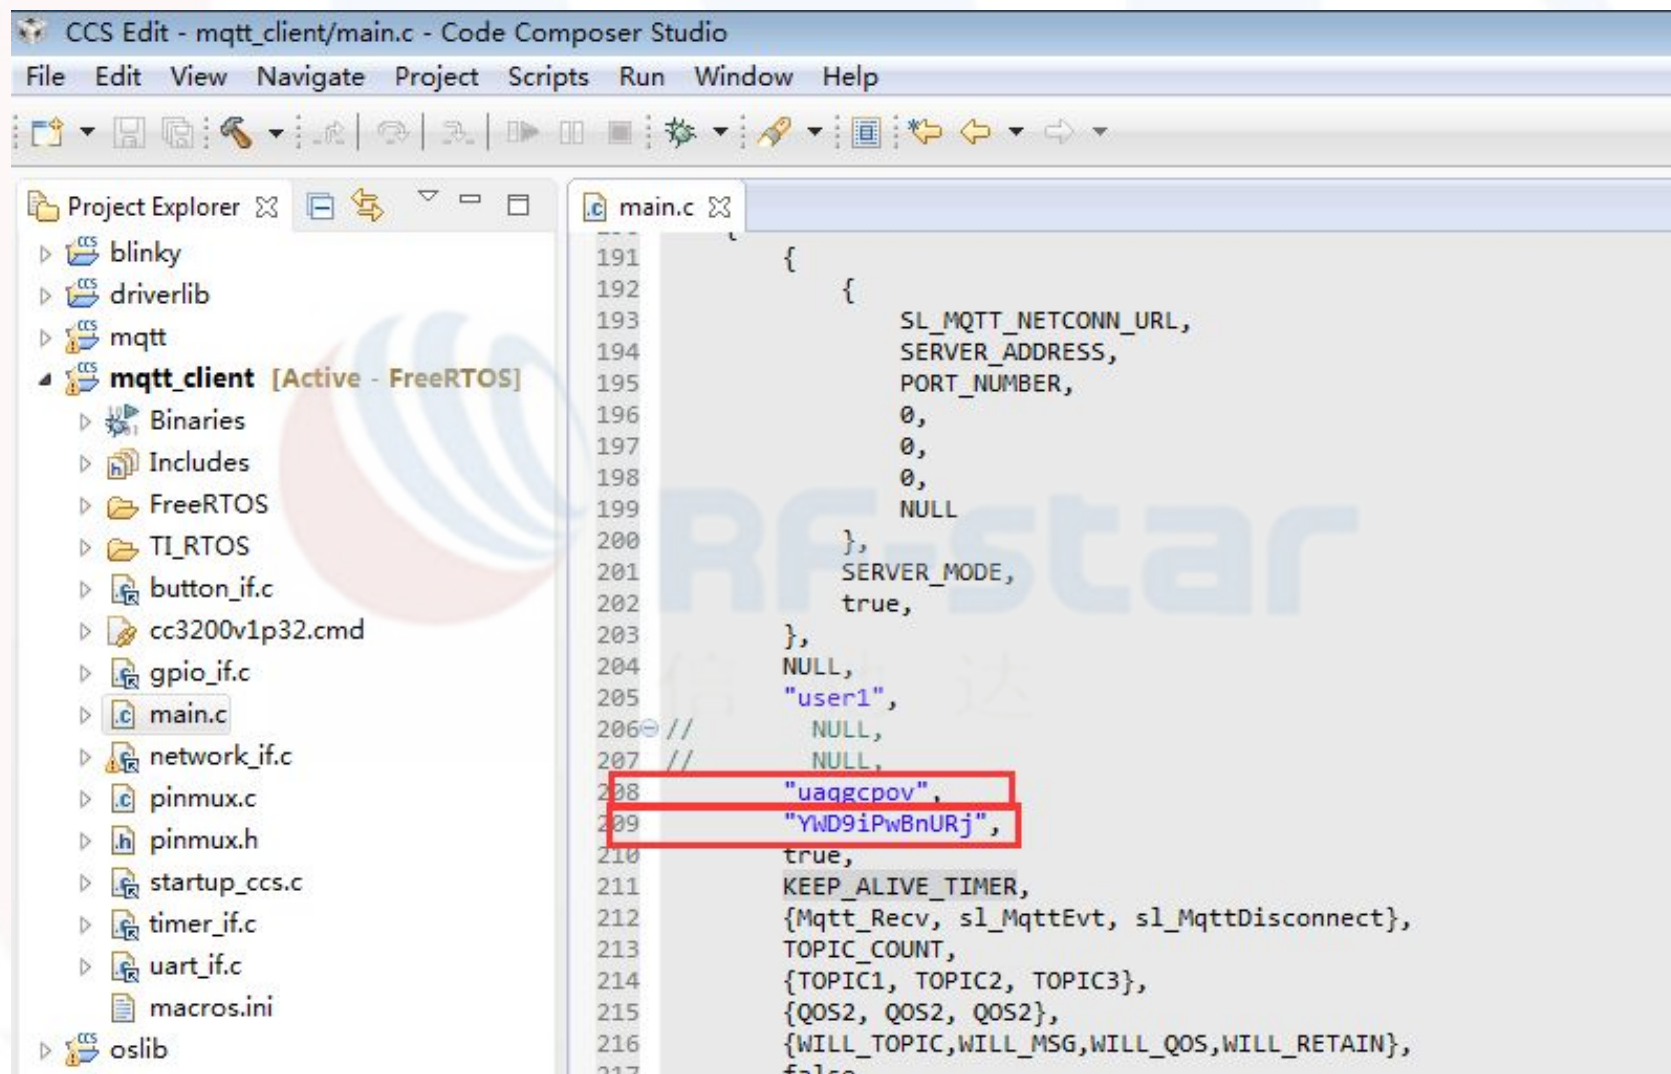 CCS Edit - mqtt_client/main.c - Code Composer Studio
File Edit View Navigate Project Scripts Run Window Help
Project Explorer
blinky
driverlib
mqtt
mqtt_client [Active - FreeRTOS]
Binaries
Includes
FreeRTOS
TI_RTOS
button_if.c
cc3200v1p32.cmd
gpio_if.c
main.c
network_if.c
pinmux.c
pinmux.h
startup_ccs.c
timer_if.c
uart_if.c
macros.ini
oslib
main.c
191 {
192 {
193 SL_MQTT_NETCONN_URL,
194 SERVER_ADDRESS,
195 PORT_NUMBER,
196 0,
197 0,
198 0,
199 NULL
200 },
201 SERVER_MODE,
202 true,
203 },
204 NULL,
205 "user1",
206 // NULL,
207 // NULL,
208 "uaqgcpov",
209 "YWD9iPwBnURj",
210 true,
211 KEEP_ALIVE_TIMER,
212 {Mqtt_Recv, sl_MqttEvt, sl_MqttDisconnect},
213 TOPIC_COUNT,
214 {TOPIC1, TOPIC2, TOPIC3},
215 {QOS2, QOS2, QOS2},
216 {WILL_TOPIC,WILL_MSG,WILL_QOS,WILL_RETAIN},
217 false
RF-star
信 驰 达